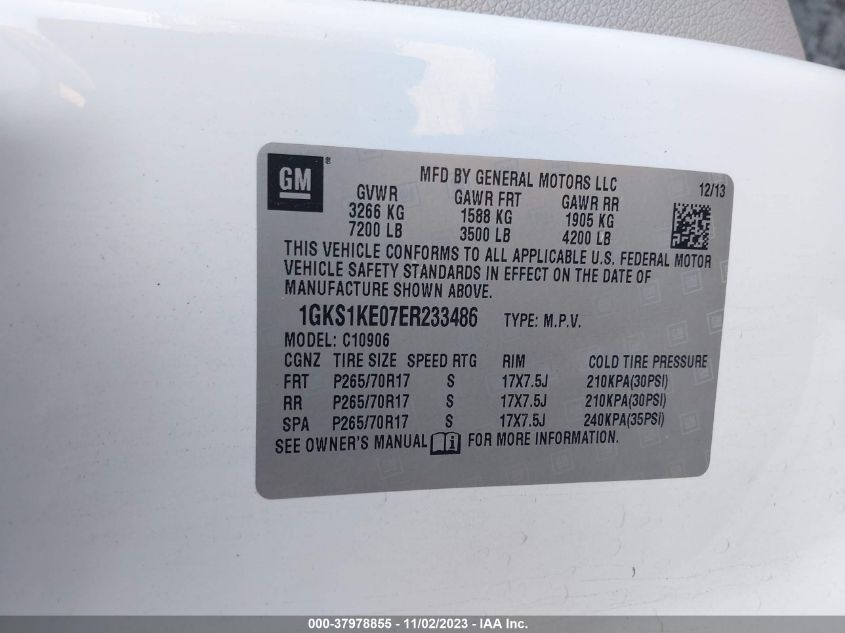 GM ®
MFD BY GENERAL MOTORS LLC 12/13
GVWR GAWR FRT GAWR RR
3266 KG 1588 KG 1905 KG
7200 LB 3500 LB 4200 LB
THIS VEHICLE CONFORMS TO ALL APPLICABLE U.S. FEDERAL MOTOR
VEHICLE SAFETY STANDARDS IN EFFECT ON THE DATE OF
MANUFACTURE SHOWN ABOVE.
1GKS1KE07ER233486 TYPE: M.P.V.
MODEL: C10906
CGNZ TIRE SIZE SPEED RTG RIM COLD TIRE PRESSURE
FRT P265/70R17 S 17X7.5J 210KPA(30PSI)
RR P265/70R17 S 17X7.5J 210KPA(30PSI)
SPA P265/70R17 S 17X7.5J 240KPA(35PSI)
SEE OWNER'S MANUAL i FOR MORE INFORMATION.
000-37978855 - 11/02/2023 - IAA Inc.